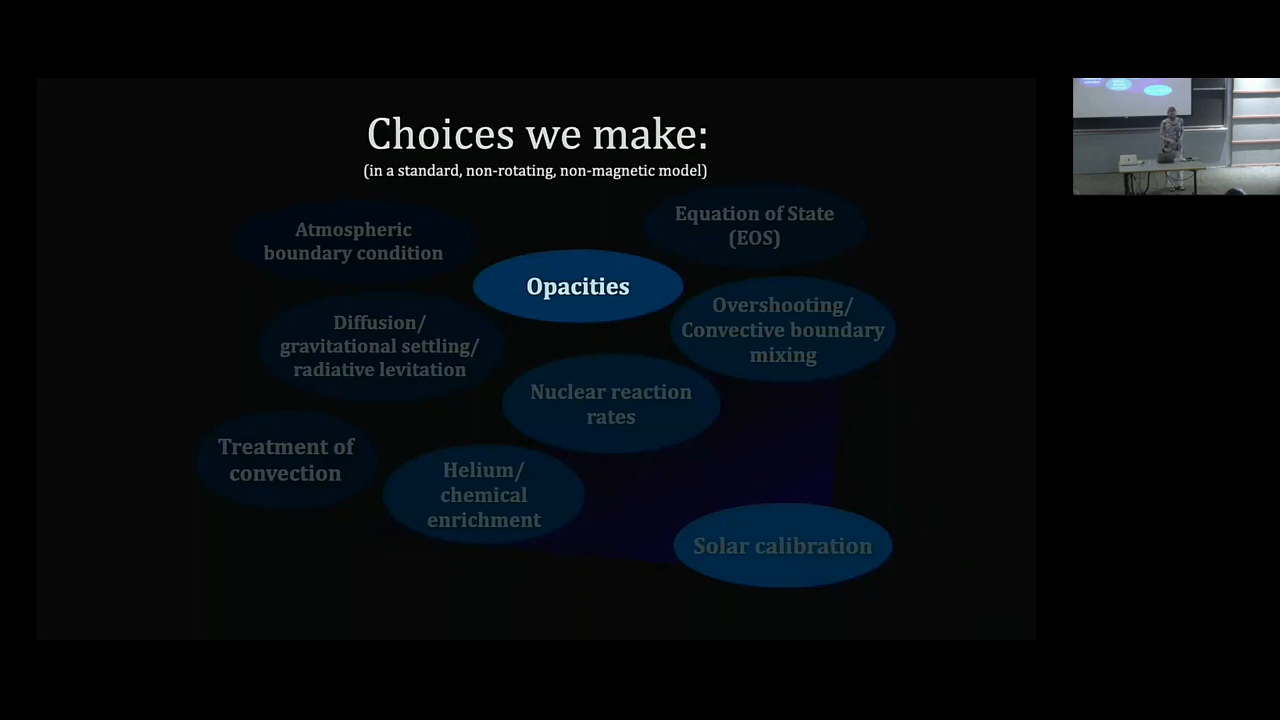 Choices we make:
(in a standard, non-rotating, non-magnetic model)
Atmospheric
boundary condition
Equation of State
(EOS)
Opacities
Diffusion/
gravitational settling/
radiative levitation
Overshooting/
Convective boundary
mixing
Nuclear reaction
rates
Treatment of
convection
Helium/
chemical
enrichment
Solar calibration